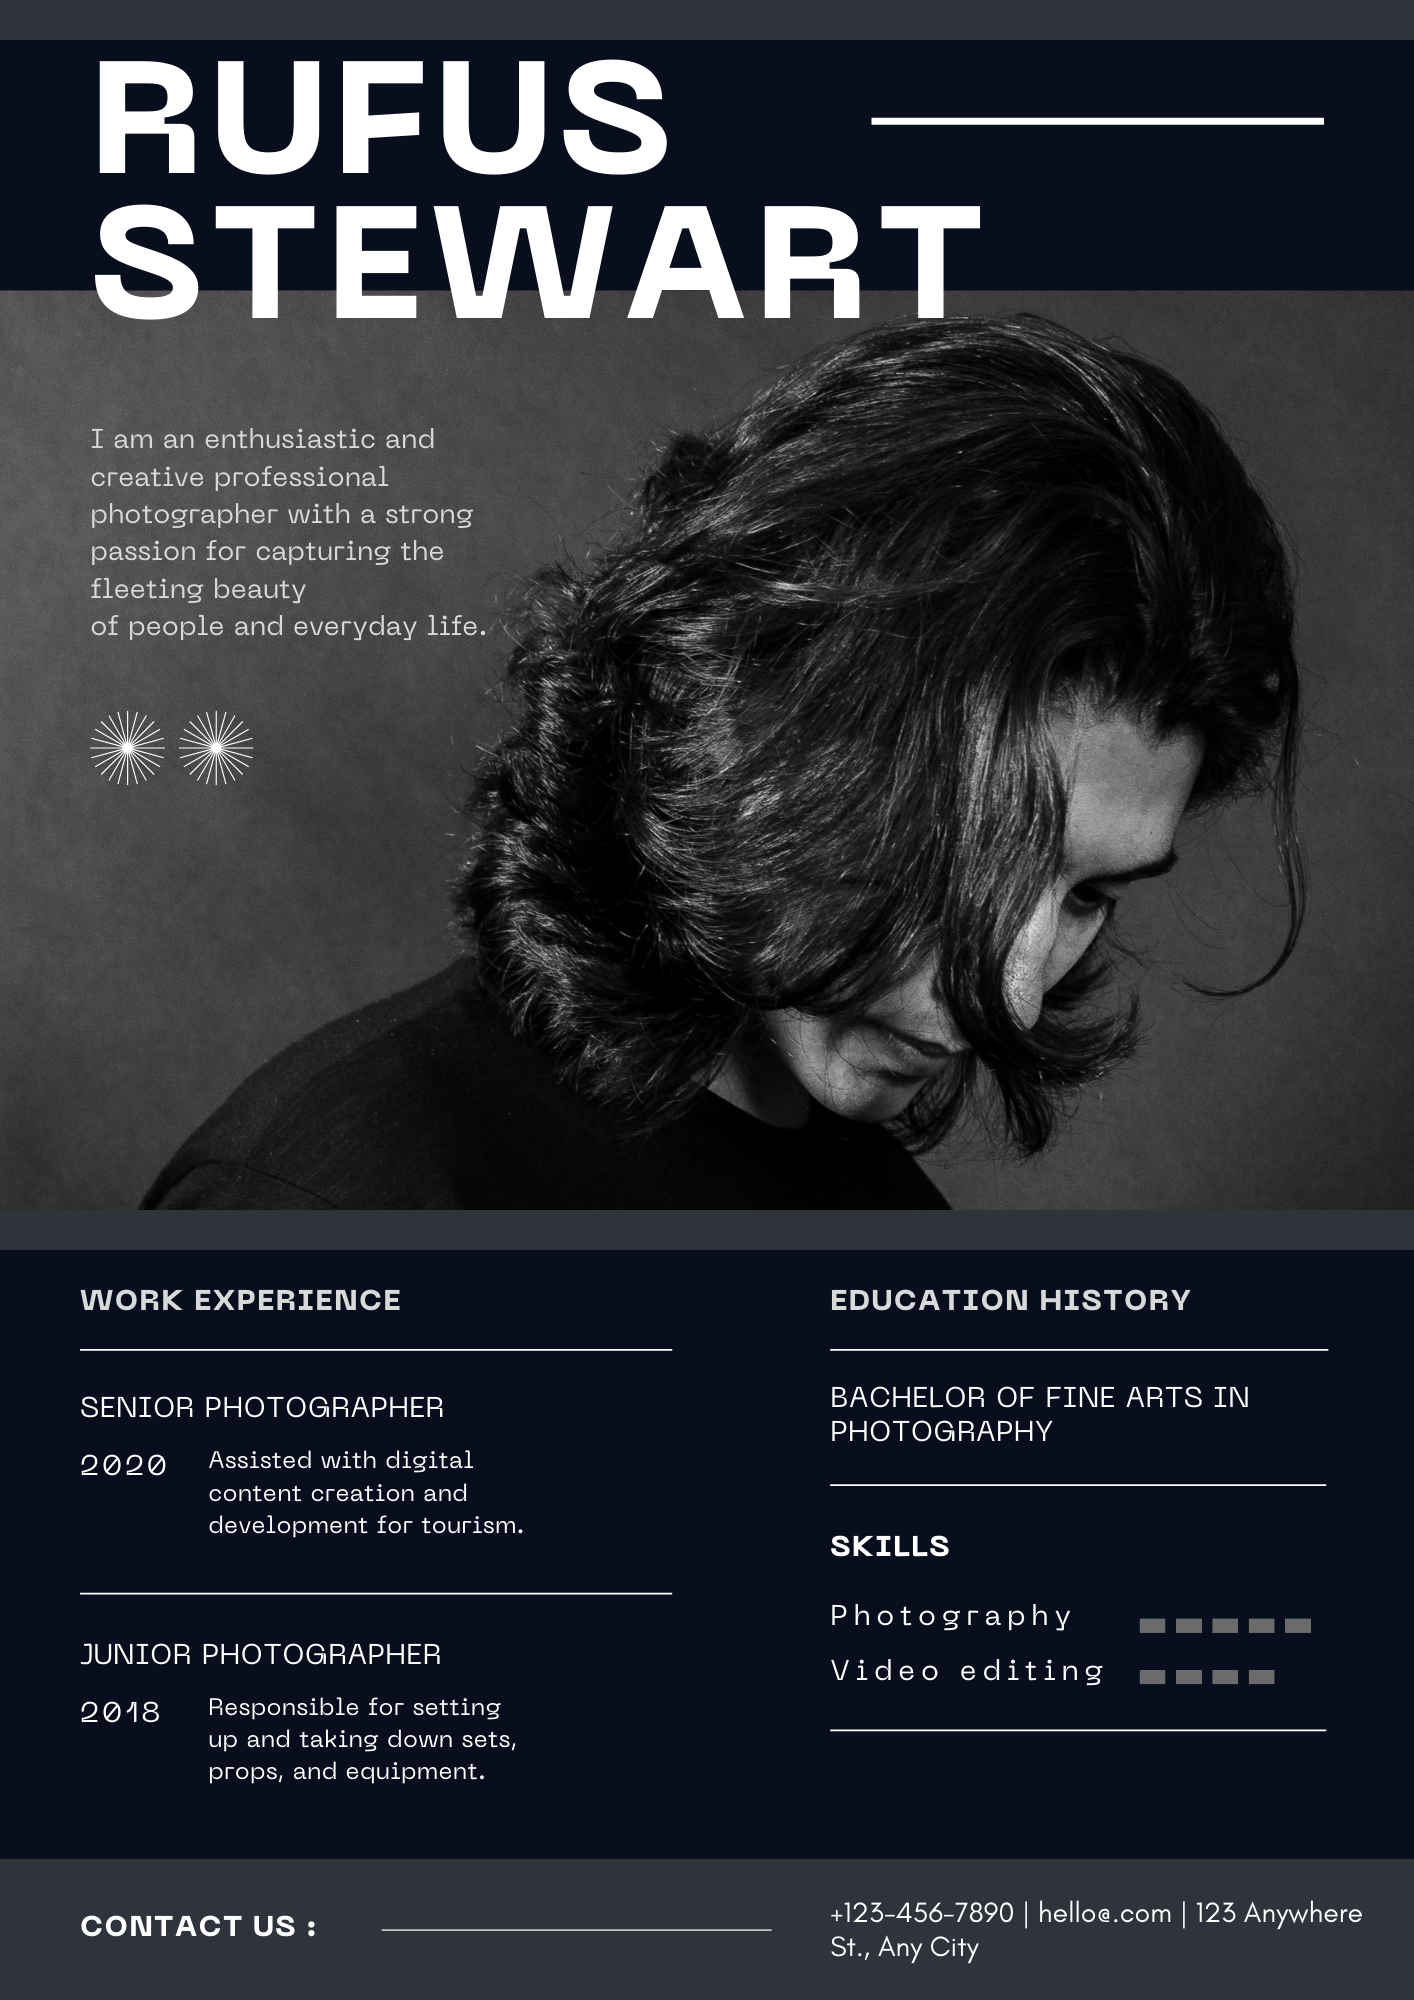 RUFUS
STEWART
I am an enthusiastic and
creative professional
photographer with a strong
passion for capturing the
fleeting beauty
of people and everyday life.
WORK EXPERIENCE
SENIOR PHOTOGRAPHER
2020
Assisted with digital
content creation and
development for tourism.
JUNIOR PHOTOGRAPHER
2018
Responsible for setting
up and taking down sets,
props, and equipment.
EDUCATION HISTORY
BACHELOR OF FINE ARTS IN
PHOTOGRAPHY
SKILLS
Photography
Video editing
CONTACT US :
+123-456-7890 | hello@.com | 123 Anywhere
St., Any City